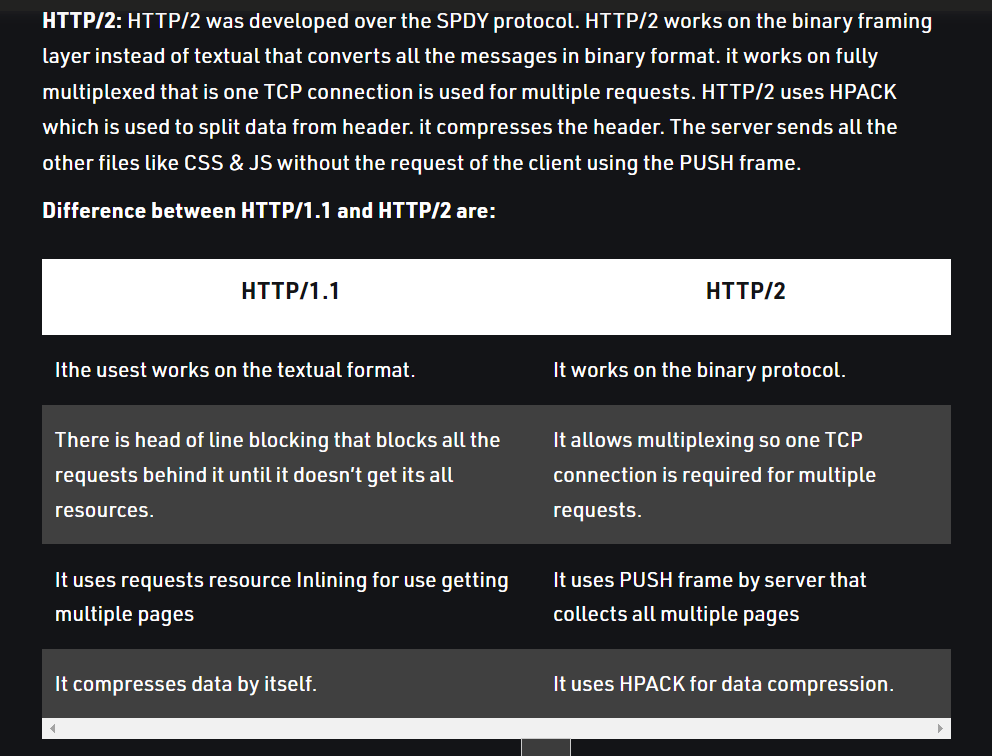 HTTP/2: HTTP/2 was developed over the SPDY protocol. HTTP/2 works on the binary framing
layer instead of textual that converts all the messages in binary format. it works on fully
multiplexed that is one TCP connection is used for multiple requests. HTTP/2 uses HPACK
which is used to split data from header. it compresses the header. The server sends all the
other files like CSS & JS without the request of the client using the PUSH frame.
Difference between HTTP/1.1 and HTTP/2 are:
HTTP/1.1
HTTP/2
Ithe usest works on the textual format.
It works on the binary protocol.
There is head of line blocking that blocks all the
requests behind it until it doesn’t get its all
resources.
It allows multiplexing so one TCP
connection is required for multiple
requests.
It uses requests resource Inlining for use getting
multiple pages
It uses PUSH frame by server that
collects all multiple pages
It compresses data by itself.
It uses HPACK for data compression.